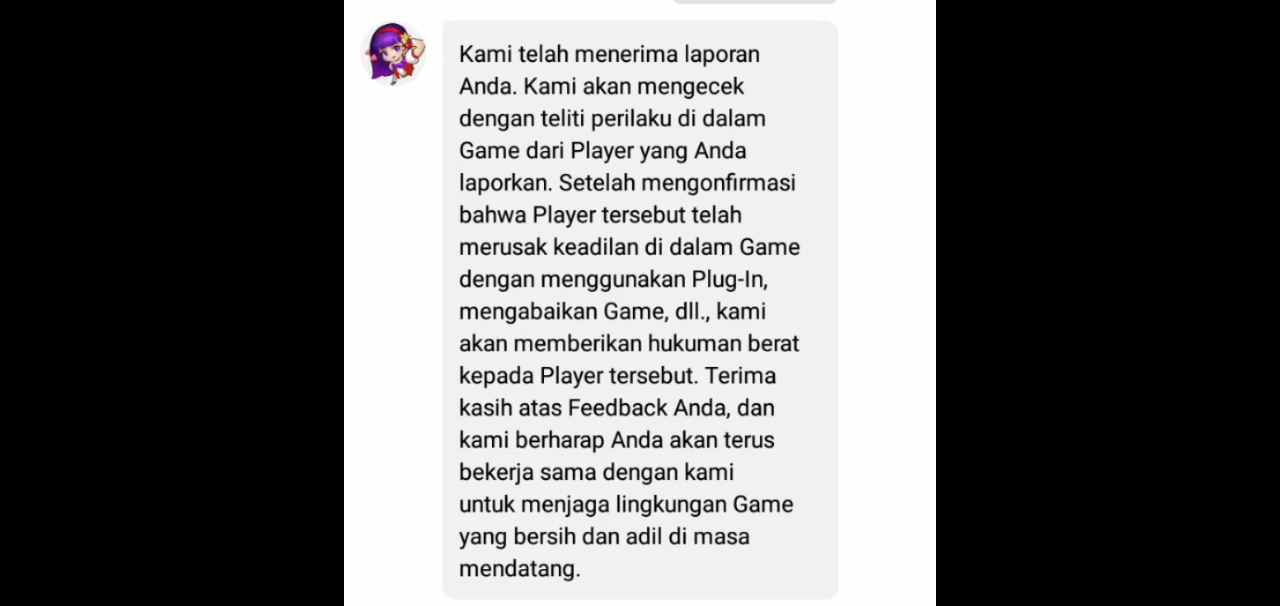 Kami telah menerima laporan
Anda. Kami akan mengecek
dengan teliti perilaku di dalam
Game dari Player yang Anda
laporkan. Setelah mengonfirmasi
bahwa Player tersebut telah
merusak keadilan di dalam Game
dengan menggunakan Plug-In,
mengabaikan Game, dll., kami
akan memberikan hukuman berat
kepada Player tersebut. Terima
kasih atas Feedback Anda, dan
kami berharap Anda akan terus
bekerja sama dengan kami
untuk menjaga lingkungan Game
yang bersih dan adil di masa
mendatang.